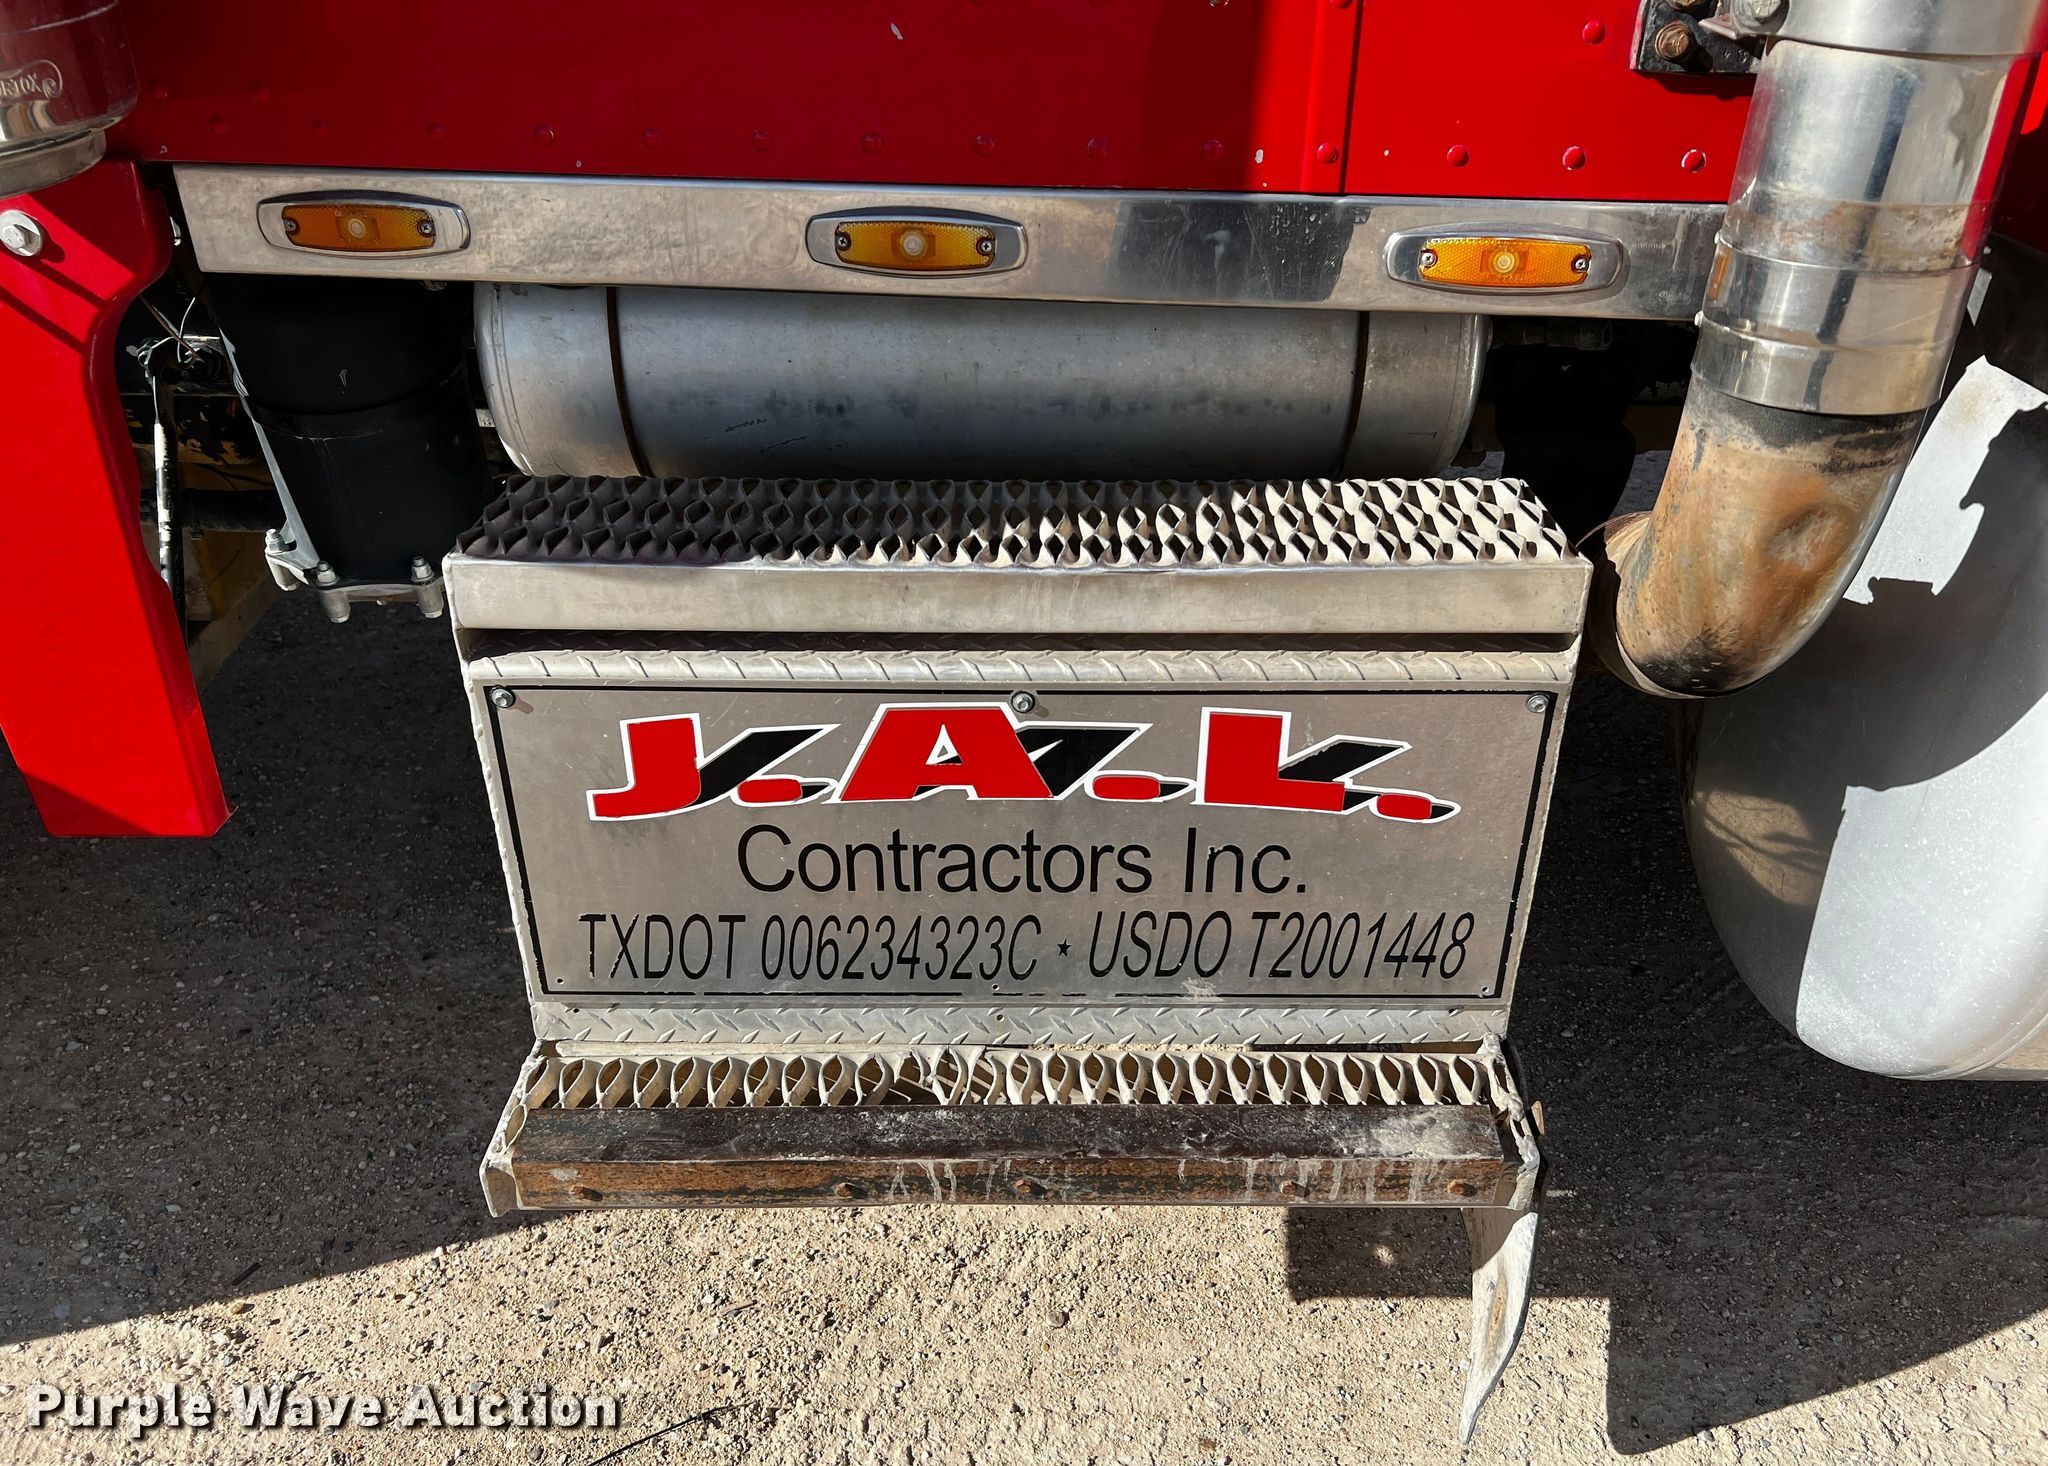 J.A.L.
Contractors Inc.
TXDOT 006234323C ★ USDO T2001448
Purple Wave Auction